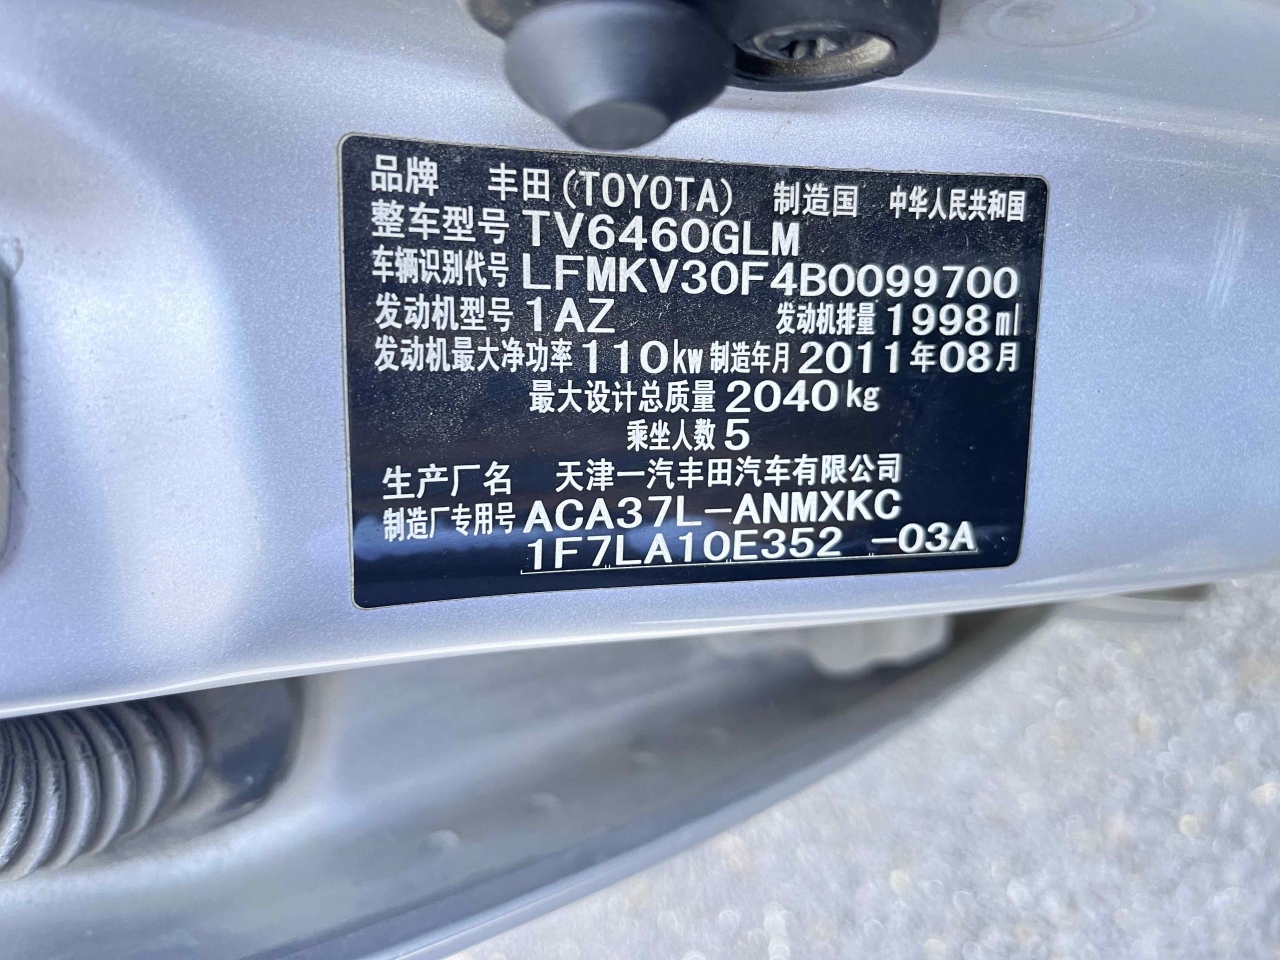 品牌 丰田(TOYOTA) 制造国 中华人民共和国
整车型号 TV6460GLM
车辆识别代号 LFMKV30F4B0099700
发动机型号 1AZ 发动机排量 1998ml
发动机最大净功率 110kw 制造年月 2011年08月
最大设计总质量 2040kg
乘坐人数 5
生产厂名 天津一汽丰田汽车有限公司
制造厂专用号 ACA37L-ANMXKC
1F7LA10E352 -03A